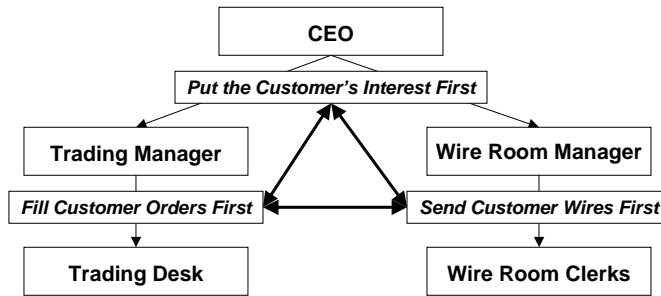 CEO
Put the Customer's Interest First
Trading Manager
Wire Room Manager
Fill Customer Orders First
Send Customer Wires First
Trading Desk
Wire Room Clerks